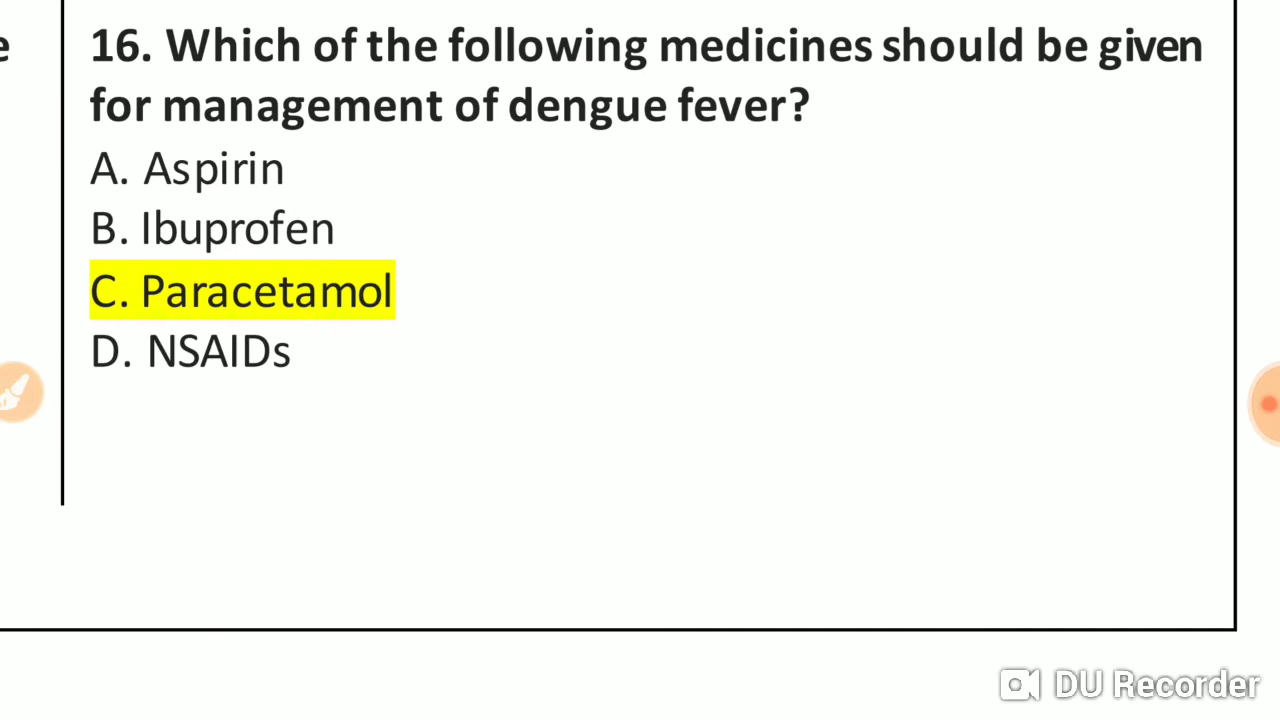 e
16. Which of the following medicines should be given
for management of dengue fever?
A. Aspirin
B. Ibuprofen
C. Paracetamol
D. NSAIDs
DU Recorder